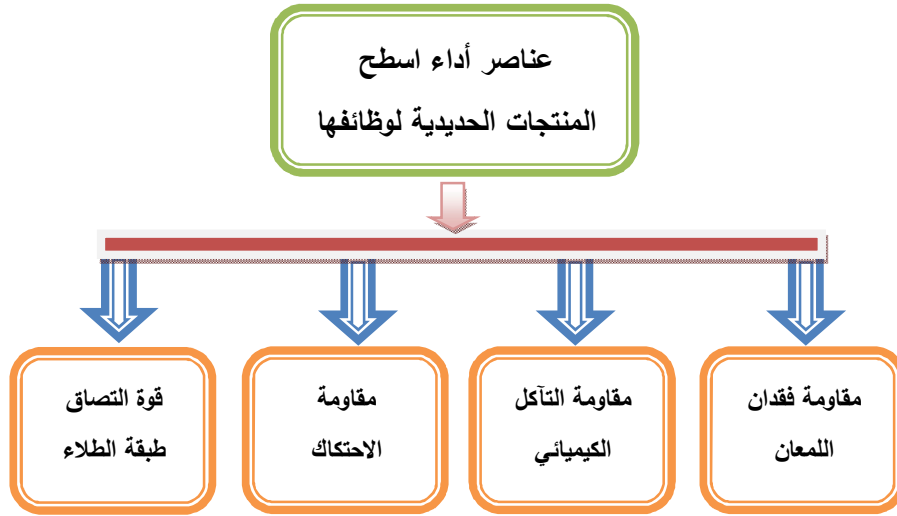 عناصر أداء اسطح
المنتجات الحديدية لوظائفها
مقاومة فقدان
اللمعان
مقاومة التآكل
الكيميائي
مقاومة
الاحتكاك
قوة التصاق
طبقة الطلاء